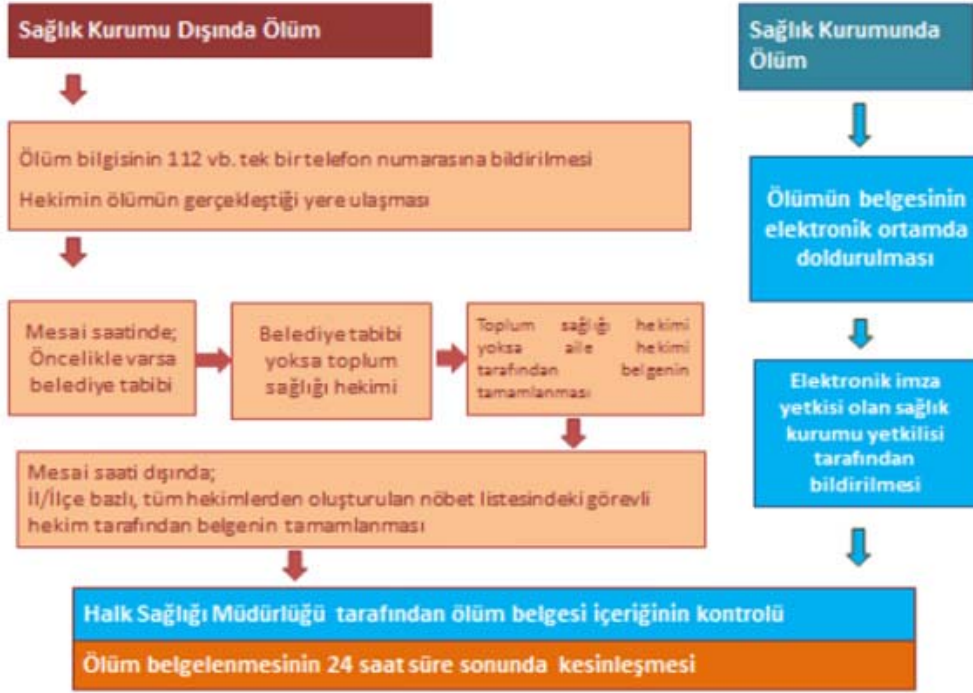 Sağlık Kurumu Dışında Ölüm
Ölüm bilgisinin 112 vb. tek bir telefon numarasına bildirilmesi
Hekimin ölümün gerçekleştiği yere ulaşması
Mesai saatinde;
Öncelikle varsa
belediye tabibi
Belediye tabibi
yoksa toplum
sağlığı hekimi
Toplum sağlığı hekimi
yoksa aile hekimi
tarafından belgenin
tamamlanması
Mesai saati dışında;
İl/İlçe bazlı, tüm hekimlerden oluşturulan nöbet listesindeki görevli
hekim tarafından belgenin tamamlanması
Sağlık Kurumunda
Ölüm
Ölümün belgesinin
elektronik ortamda
doldurulması
Elektronik imza
yetkisi olan sağlık
kurumu yetkilisi
tarafından
bildirilmesi
Halk Sağlığı Müdürlüğü tarafından ölüm belgesi içeriğinin kontrolü
Ölüm belgelenmesinin 24 saat süre sonunda kesinleşmesi